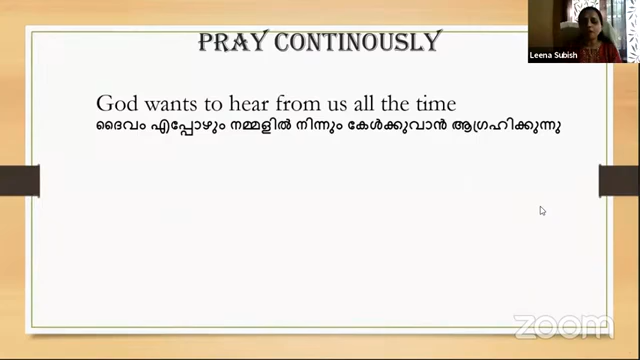 PRAY CONTINOUSLY
Leena Subish
God wants to hear from us all the time
ദൈവം എപ്പോഴും നമ്മളിൽ നിന്നും കേൾക്കുവാൻ ആഗ്രഹിക്കുന്നു
zoom